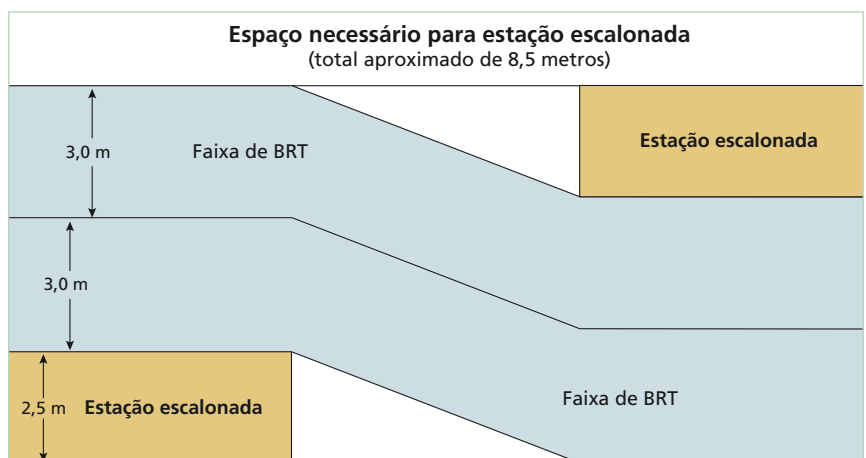 Espaço necessário para estação escalonada
(total aproximado de 8,5 metros)
3,0 m
Faixa de BRT
Estação escalonada
3,0 m
2,5 m
Estação escalonada
Faixa de BRT